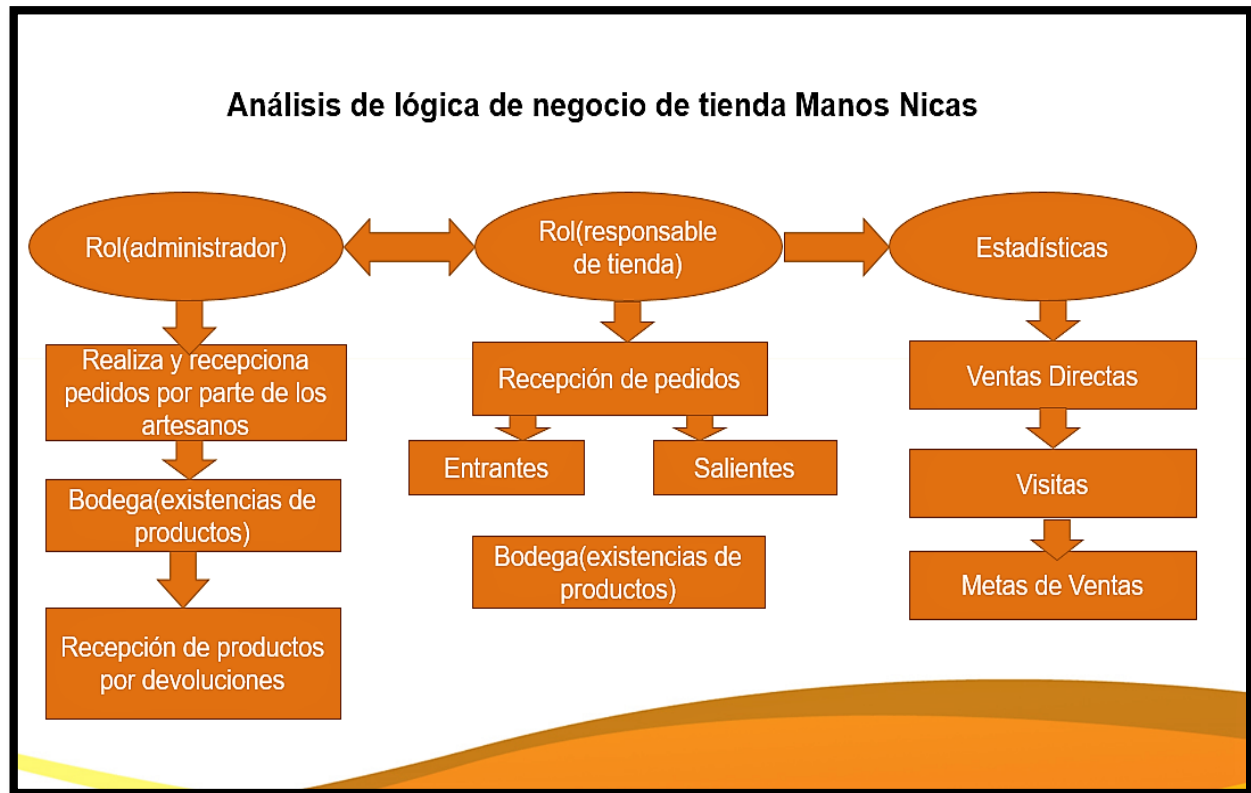 Análisis de lógica de negocio de tienda Manos Nicas
Rol(administrador)
Rol(responsable
de tienda)
Estadísticas
Realiza y recepciona
pedidos por parte de los
artesanos
Bodega(existencias de
productos)
Recepción de productos
por devoluciones
Recepción de pedidos
Entrantes
Salientes
Bodega(existencias de
productos)
Ventas Directas
Visitas
Metas de Ventas